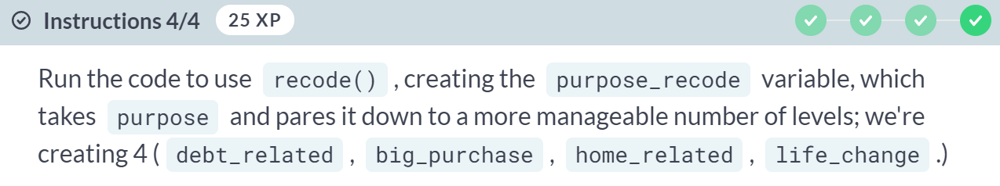 Instructions 4/4 25 XP
Run the code to use recode() , creating the purpose_recode variable, which
takes purpose and pares it down to a more manageable number of levels; we're
creating 4 ( debt_related , big_purchase , home_related , life_change .)